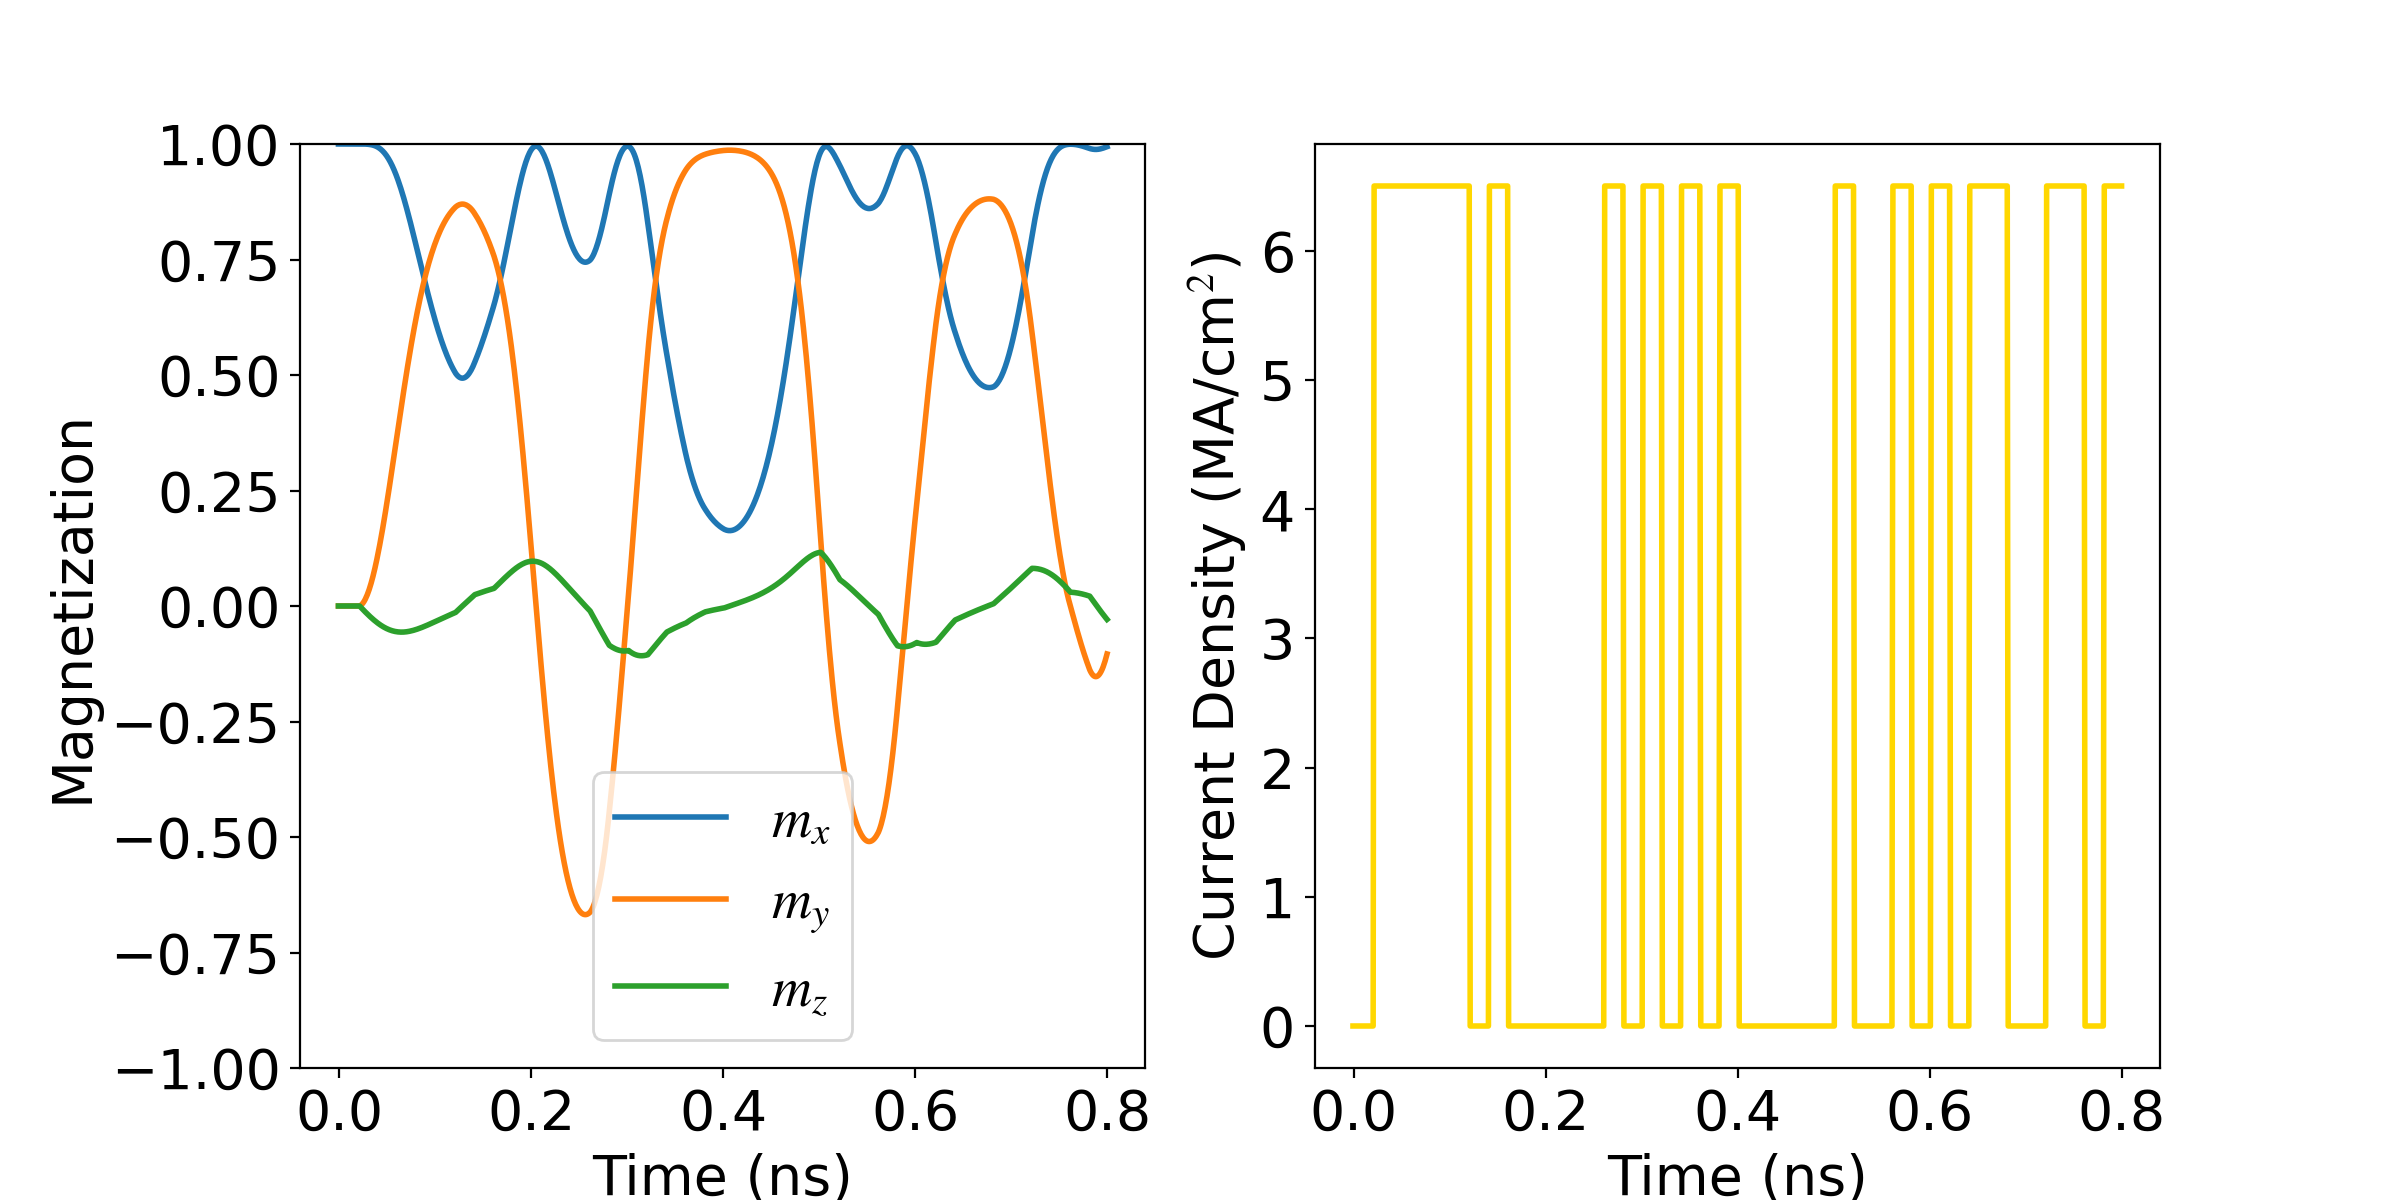 Magnetization
1.00
0.75
0.50
0.25
0.00
−0.25
−0.50
−0.75
−1.00
0.0 0.2 0.4 0.6 0.8
Time (ns)
m_x
m_y
m_z
Current Density (MA/cm²)
6
5
4
3
2
1
0
0.0 0.2 0.4 0.6 0.8
Time (ns)